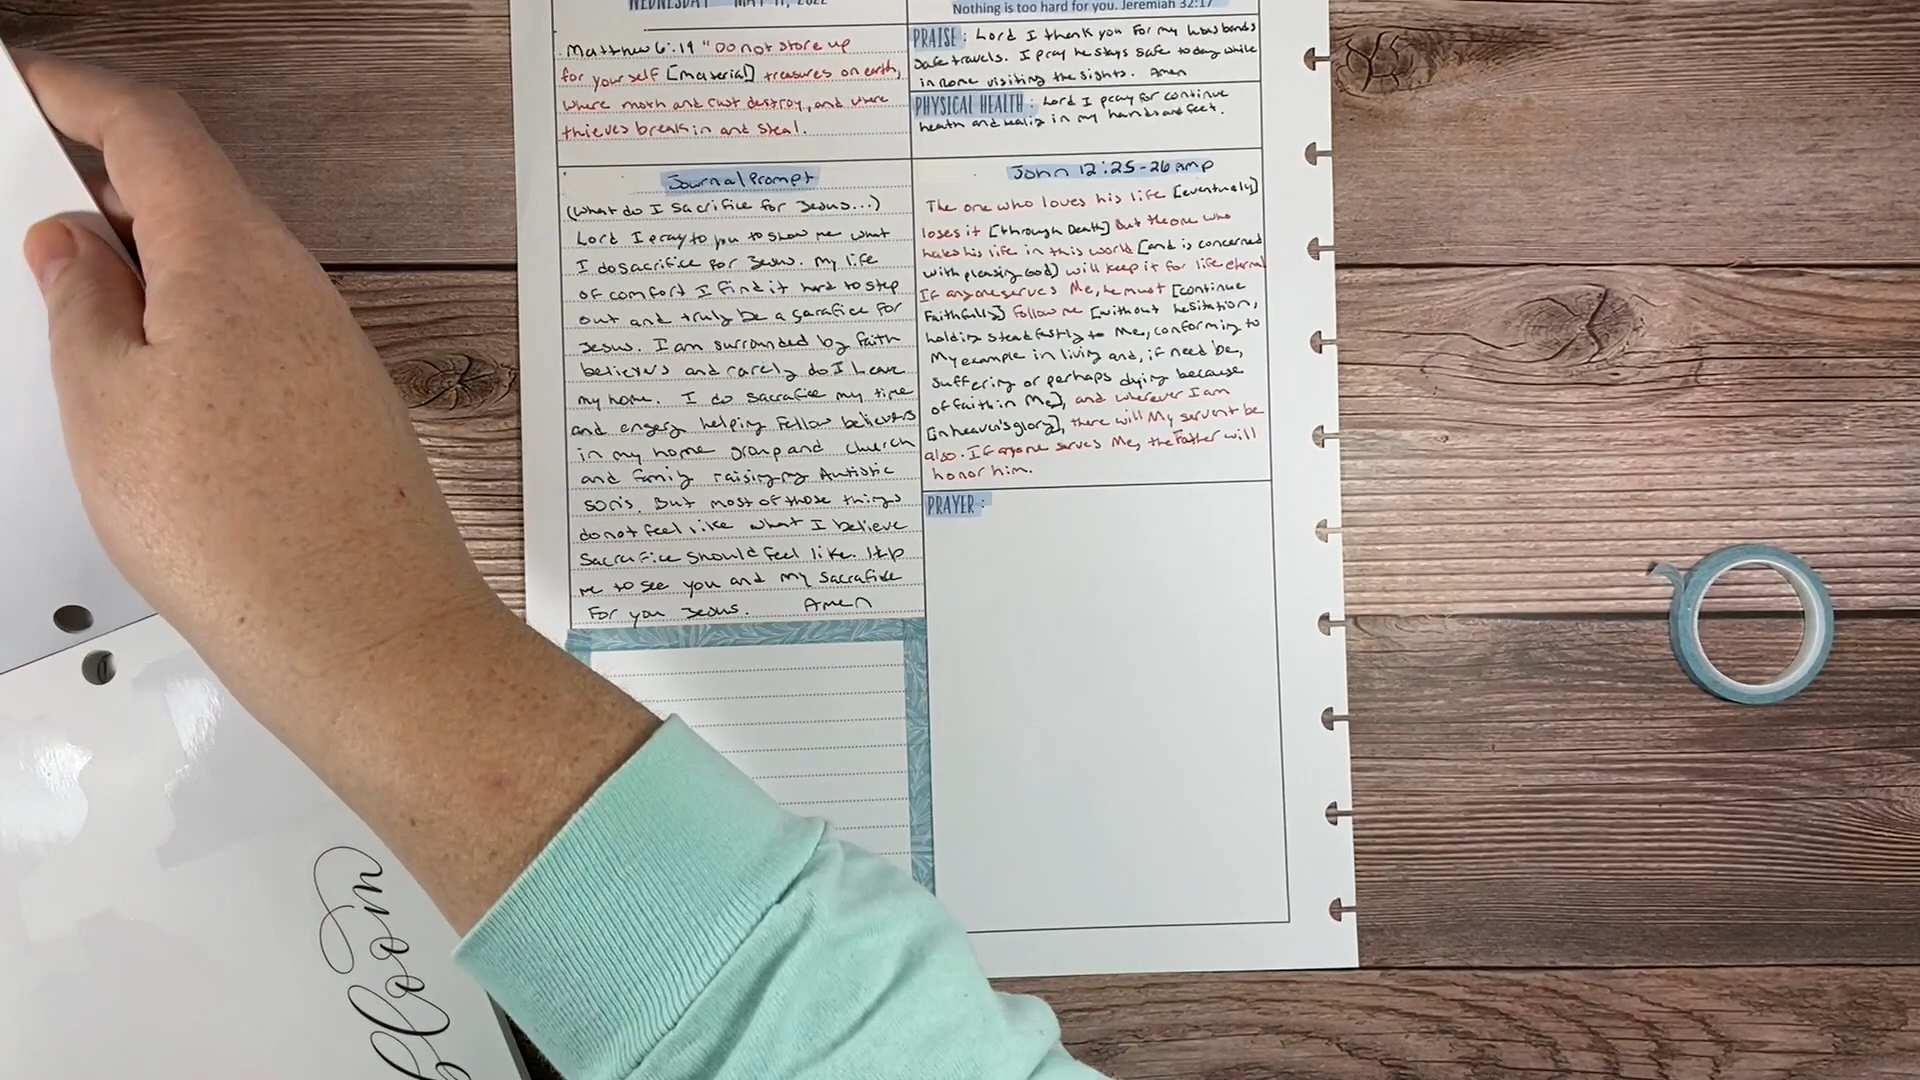 WEDNESDAY MAY 11, 2022
Matthew 6:19 "Do not store up
for yourself [material] treasures on earth,
where moth and rust destroy, and where
thieves break in and steal.
Journal Prompt
(What do I sacrifice for Jesus...)
Lord I pray to you to show me what
I do sacrifice for Jesus. My life
of comfort I find it hard to step
out and truly be a sacrafice for
Jesus. I am surrounded by faith
believers and rarely do I leave
my home. I do sacrafice my time
and engery helping fellow believers
in my home group and church
and family raising my Autistic
sons. But most of those things
do not feel like what I believe
Sacrafice should feel like. Help
me to see you and my sacrafice
For you Jesus. Amen
Nothing is too hard for you. Jeremiah 32:17
PRAISE: Lord I thank you for my husbands
safe travels. I pray he stays safe today while
in Rome visiting the sights. Amen
PHYSICAL HEALTH: Lord I pray for continue
heath and healig in my hands and feet.
John 12:25-26 amp
The one who loves his life [eventually]
loses it [through Death] But the one who
hates his life in this world [and is concerned
with pleasing God] will keep it for life eternal
If anyone serves Me, he must [continue
Faithfully] follow me [without hesitation,
holding steadfastly to Me, conforming to
My example in living and, if need be,
suffering or perhaps dying because
of faith in Me], and wherever I am
[in heaven's glory], there will My servent be
also. If anyone serves Me, the Father will
honor him.
PRAYER:
bloom